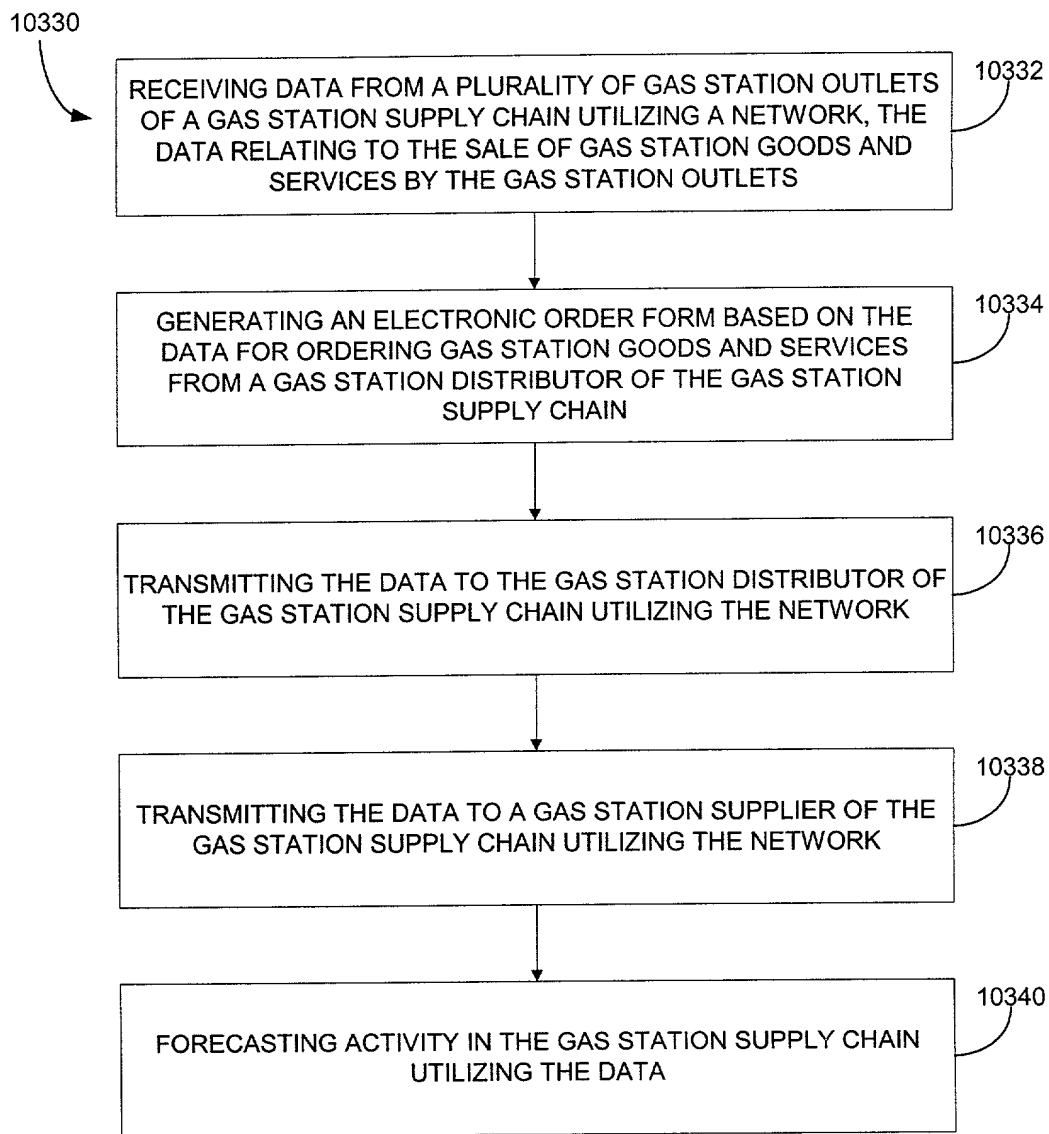 10330
10332
RECEIVING DATA FROM A PLURALITY OF GAS STATION OUTLETS
OF A GAS STATION SUPPLY CHAIN UTILIZING A NETWORK, THE
DATA RELATING TO THE SALE OF GAS STATION GOODS AND
SERVICES BY THE GAS STATION OUTLETS
10334
GENERATING AN ELECTRONIC ORDER FORM BASED ON THE
DATA FOR ORDERING GAS STATION GOODS AND SERVICES
FROM A GAS STATION DISTRIBUTOR OF THE GAS STATION
SUPPLY CHAIN
10336
TRANSMITTING THE DATA TO THE GAS STATION DISTRIBUTOR OF
THE GAS STATION SUPPLY CHAIN UTILIZING THE NETWORK
10338
TRANSMITTING THE DATA TO A GAS STATION SUPPLIER OF THE
GAS STATION SUPPLY CHAIN UTILIZING THE NETWORK
10340
FORECASTING ACTIVITY IN THE GAS STATION SUPPLY CHAIN
UTILIZING THE DATA